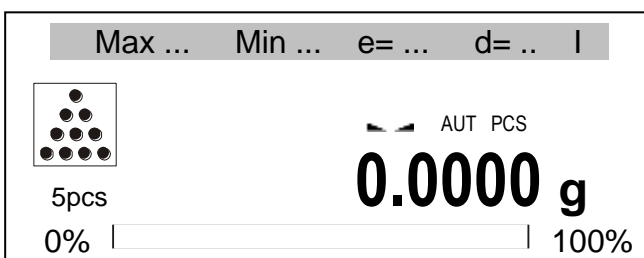 Max ... Min ... e= ... d= .. I
AUT PCS
0.0000 g
5pcs
0% 100%